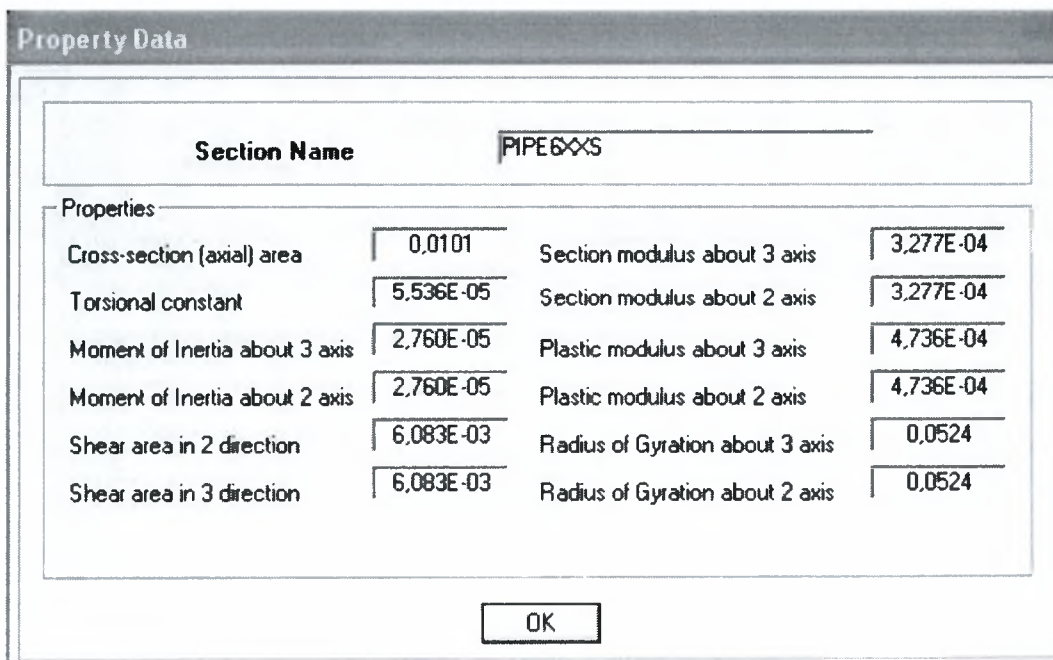 Property Data
Section Name PIPE6XXS
Properties
Cross-section (axial) area 0,0101 Section modulus about 3 axis 3,277E-04
Torsional constant 5,536E-05 Section modulus about 2 axis 3,277E-04
Moment of Inertia about 3 axis 2,760E-05 Plastic modulus about 3 axis 4,736E-04
Moment of Inertia about 2 axis 2,760E-05 Plastic modulus about 2 axis 4,736E-04
Shear area in 2 direction 6,083E-03 Radius of Gyration about 3 axis 0,0524
Shear area in 3 direction 6,083E-03 Radius of Gyration about 2 axis 0,0524
OK